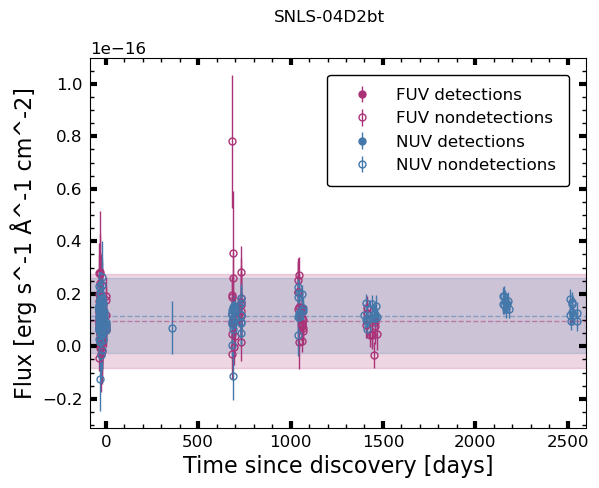 SNLS-04D2bt
1e−16
FUV detections
FUV nondetections
NUV detections
NUV nondetections
1.0
0.8
0.6
0.4
0.2
0.0
−0.2
Flux [erg s^-1 Å^-1 cm^-2]
0 500 1000 1500 2000 2500
Time since discovery [days]